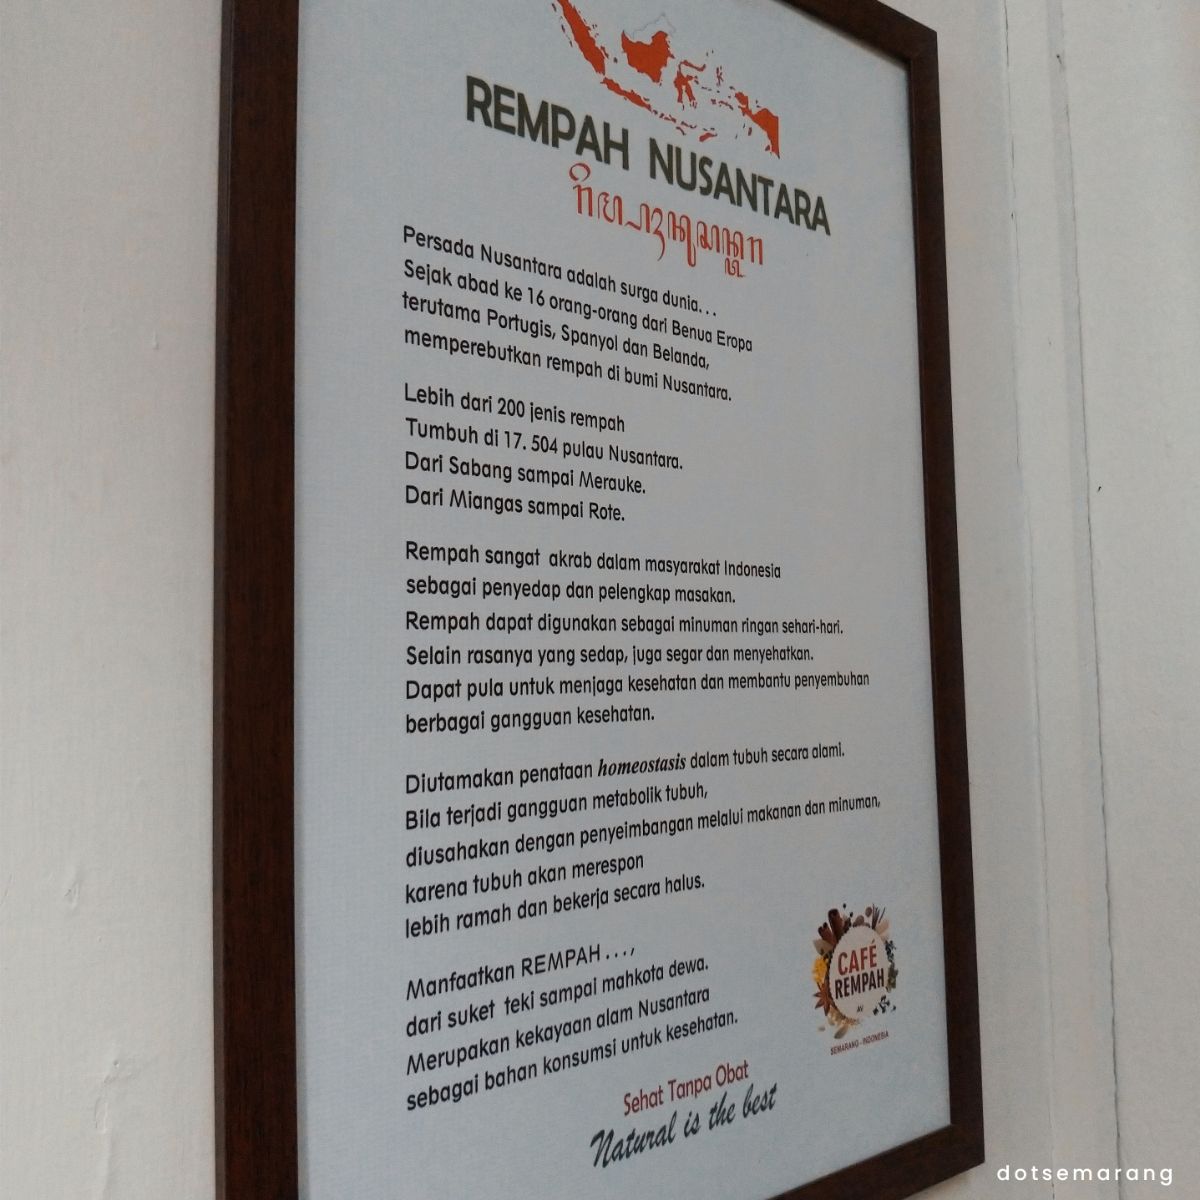 REMPAH NUSANTARA
Persada Nusantara adalah surga dunia...
Sejak abad ke 16 orang-orang dari Benua Eropa
terutama Portugis, Spanyol dan Belanda,
memperebutkan rempah di bumi Nusantara.
Lebih dari 200 jenis rempah
Tumbuh di 17. 504 pulau Nusantara.
Dari Sabang sampai Merauke.
Dari Miangas sampai Rote.
Rempah sangat akrab dalam masyarakat Indonesia
sebagai penyedap dan pelengkap masakan.
Rempah dapat digunakan sebagai minuman ringan sehari-hari.
Selain rasanya yang sedap, juga segar dan menyehatkan.
Dapat pula untuk menjaga kesehatan dan membantu penyembuhan
berbagai gangguan kesehatan.
Diutamakan penataan homeostasis dalam tubuh secara alami.
Bila terjadi gangguan metabolik tubuh,
diusahakan dengan penyeimbangan melalui makanan dan minuman,
karena tubuh akan merespon
lebih ramah dan bekerja secara halus.
Manfaatkan REMPAH...,
dari suket teki sampai mahkota dewa.
Merupakan kekayaan alam Nusantara
sebagai bahan konsumsi untuk kesehatan.
CAFÉ
REMPAH
SEMARANG - INDONESIA
Sehat Tanpa Obat
Natural is the best
dotsemarang